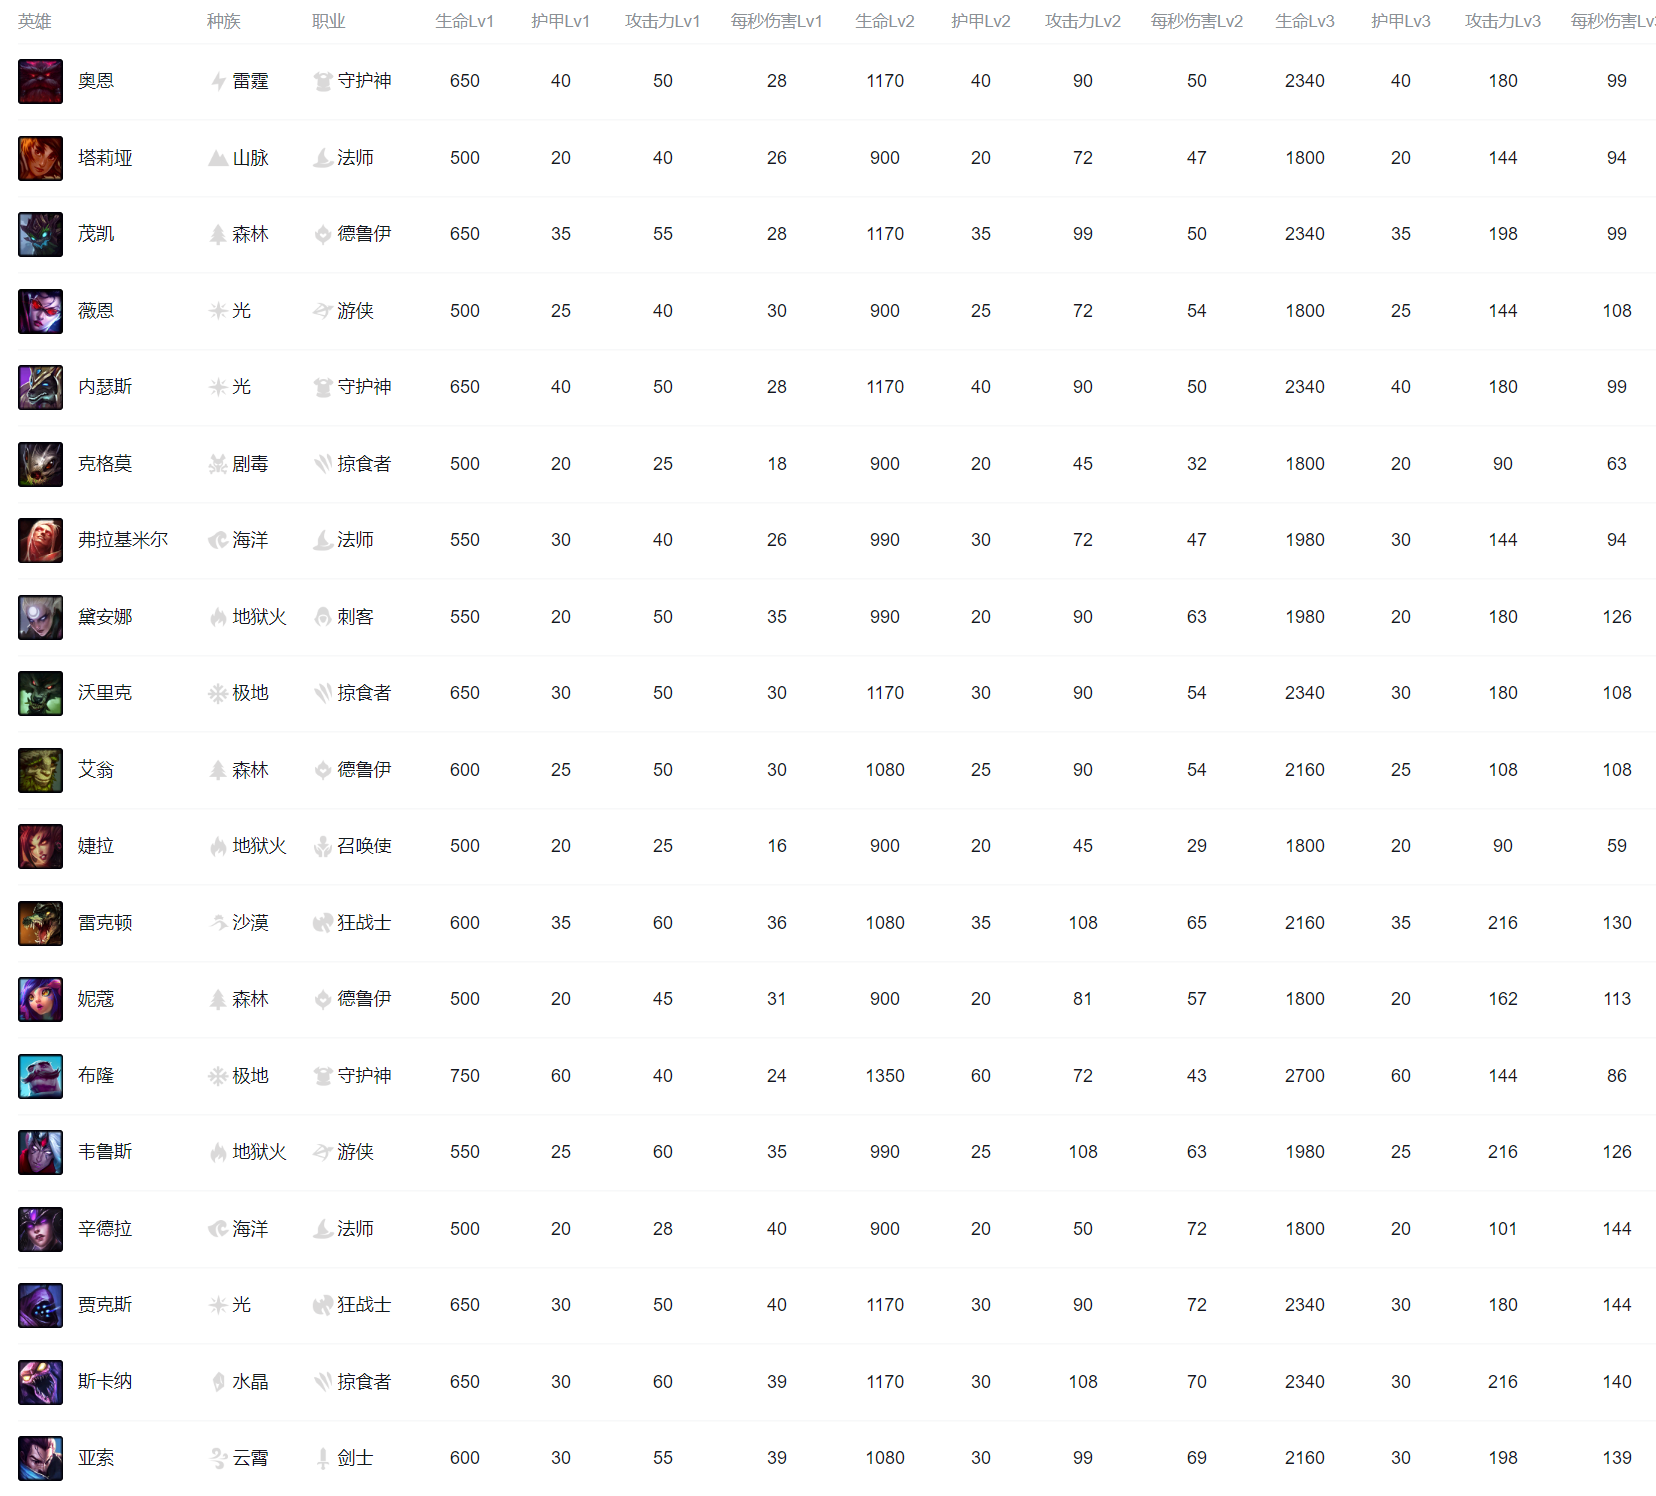 英雄 种族 职业 生命Lv1 护甲Lv1 攻击力Lv1 每秒伤害Lv1 生命Lv2 护甲Lv2 攻击力Lv2 每秒伤害Lv2 生命Lv3 护甲Lv3 攻击力Lv3 每秒伤害Lv3
奥恩 雷霆 守护神 650 40 50 28 1170 40 90 50 2340 40 180 99
塔莉垭 山脉 法师 500 20 40 26 900 20 72 47 1800 20 144 94
茂凯 森林 德鲁伊 650 35 55 28 1170 35 99 50 2340 35 198 99
薇恩 光 游侠 500 25 40 30 900 25 72 54 1800 25 144 108
内瑟斯 光 守护神 650 40 50 28 1170 40 90 50 2340 40 180 99
克格莫 剧毒 掠食者 500 20 25 18 900 20 45 32 1800 20 90 63
弗拉基米尔 海洋 法师 550 30 40 26 990 30 72 47 1980 30 144 94
黛安娜 地狱火 刺客 550 20 50 35 990 20 90 63 1980 20 180 126
沃里克 极地 掠食者 650 30 50 30 1170 30 90 54 2340 30 180 108
艾翁 森林 德鲁伊 600 25 50 30 1080 25 90 54 2160 25 108 108
婕拉 地狱火 召唤使 500 20 25 16 900 20 45 29 1800 20 90 59
雷克顿 沙漠 狂战士 600 35 60 36 1080 35 108 65 2160 35 216 130
妮蔻 森林 德鲁伊 500 20 45 31 900 20 81 57 1800 20 162 113
布隆 极地 守护神 750 60 40 24 1350 60 72 43 2700 60 144 86
韦鲁斯 地狱火 游侠 550 25 60 35 990 25 108 63 1980 25 216 126
辛德拉 海洋 法师 500 20 28 40 900 20 50 72 1800 20 101 144
贾克斯 光 狂战士 650 30 50 40 1170 30 90 72 2340 30 180 144
斯卡纳 水晶 掠食者 650 30 60 39 1170 30 108 70 2340 30 216 140
亚索 云霄 剑士 600 30 55 39 1080 30 99 69 2160 30 198 139